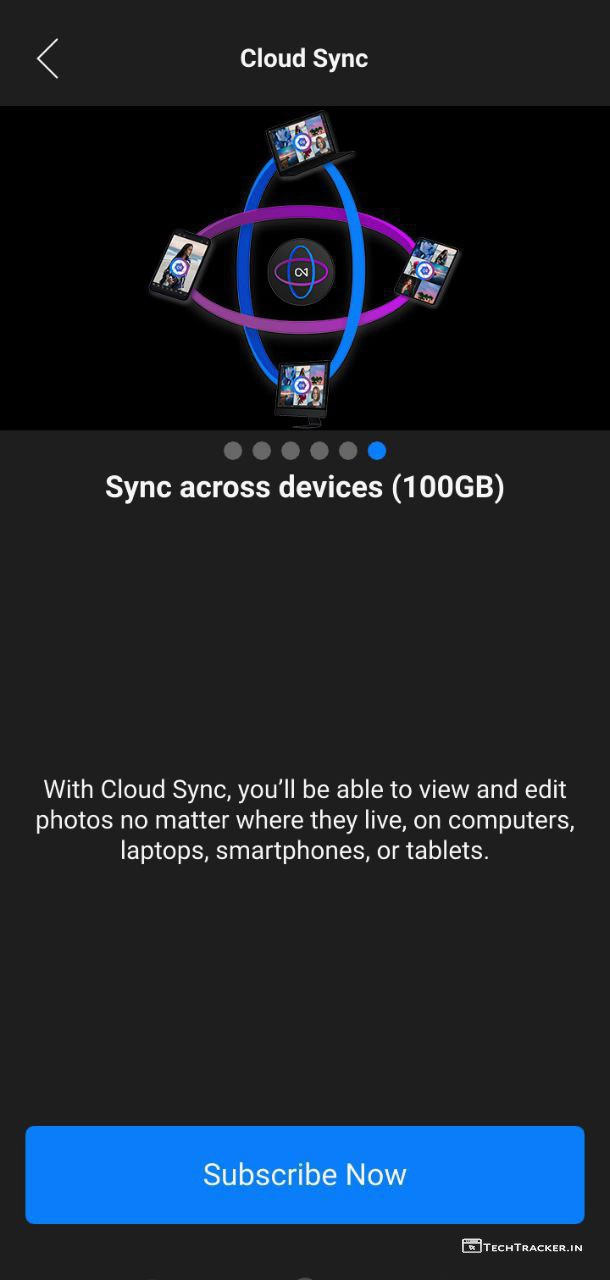 Cloud Sync
Sync across devices (100GB)
With Cloud Sync, you’ll be able to view and edit
photos no matter where they live, on computers,
laptops, smartphones, or tablets.
Subscribe Now
TechTracker.in